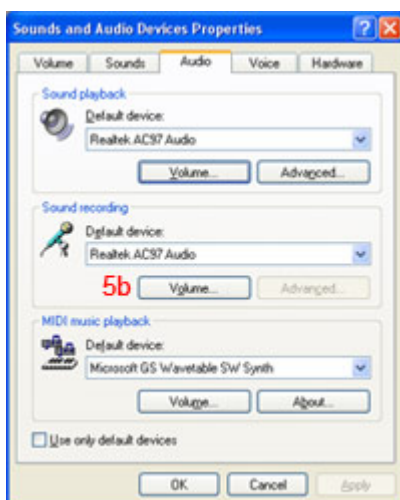 Sounds and Audio Devices Properties
Volume Sounds Audio Voice Hardware
Sound playback
Default device:
Realtek AC97 Audio
Volume... Advanced...
Sound recording
Default device:
Realtek AC97 Audio
5b Volume... Advanced...
MIDI music playback
Default device:
Microsoft GS Wavetable SW Synth
Volume... About...
Use only default devices
OK Cancel Apply